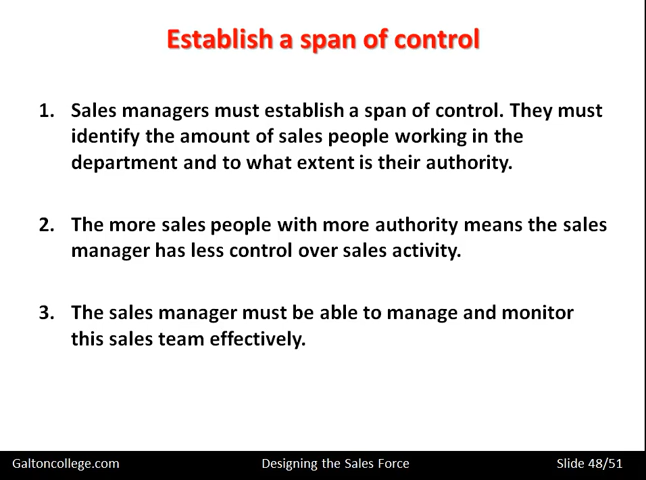 Establish a span of control
1. Sales managers must establish a span of control. They must
identify the amount of sales people working in the
department and to what extent is their authority.
2. The more sales people with more authority means the sales
manager has less control over sales activity.
3. The sales manager must be able to manage and monitor
this sales team effectively.
Galtoncollege.com Designing the Sales Force Slide 48/51